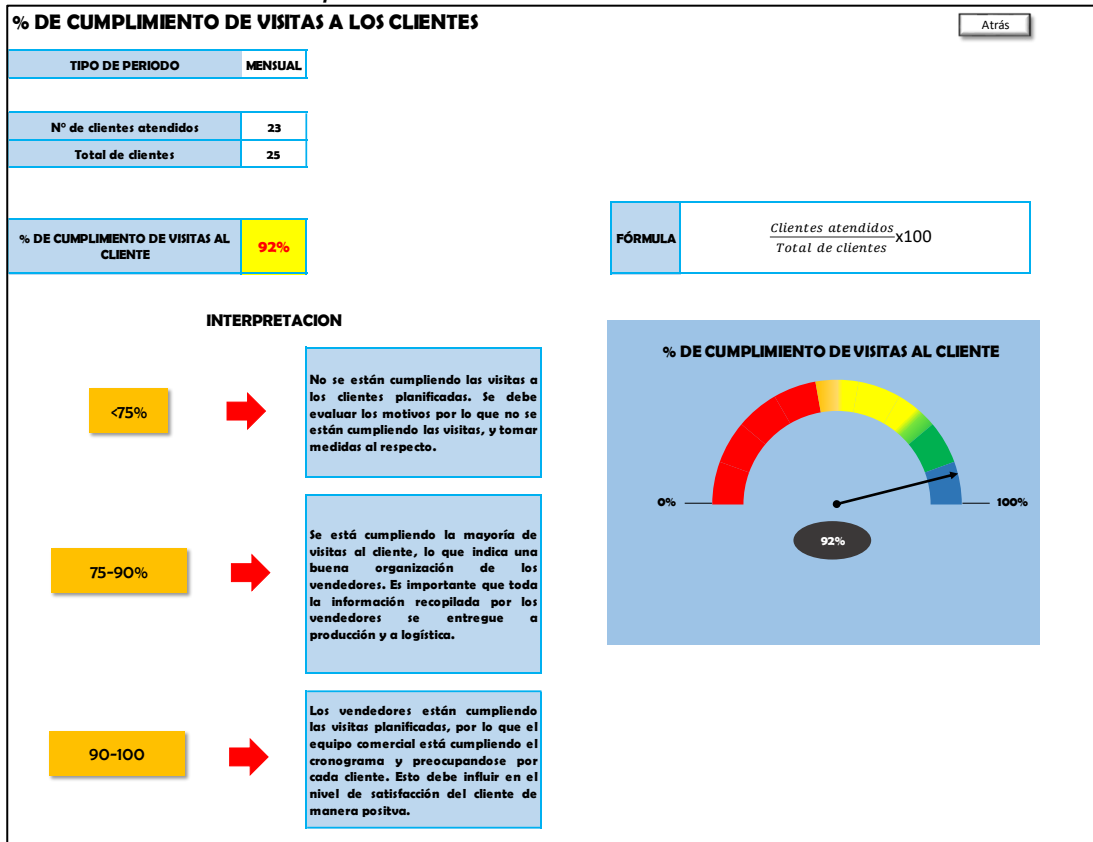 % DE CUMPLIMIENTO DE VISITAS A LOS CLIENTES
Atrás
TIPO DE PERIODO MENSUAL
N° de clientes atendidos 23
Total de clientes 25
% DE CUMPLIMIENTO DE VISITAS AL
CLIENTE
92%
FÓRMULA
Clientes atendidos
Total de clientes
x100
INTERPRETACION
<75%
No se están cumpliendo las visitas a
los clientes planificadas. Se debe
evaluar los motivos por lo que no se
están cumpliendo las visitas, y tomar
medidas al respecto.
75-90%
Se está cumpliendo la mayoría de
visitas al cliente, lo que indica una
buena organización de los
vendedores. Es importante que toda
la información recopilada por los
vendedores se entregue a
producción y a logística.
90-100
Los vendedores están cumpliendo
las visitas planificadas, por lo que el
equipo comercial está cumpliendo el
cronograma y preocupandose por
cada cliente. Esto debe influir en el
nivel de satisfacción del cliente de
manera positva.
% DE CUMPLIMIENTO DE VISITAS AL CLIENTE
0%
100%
92%